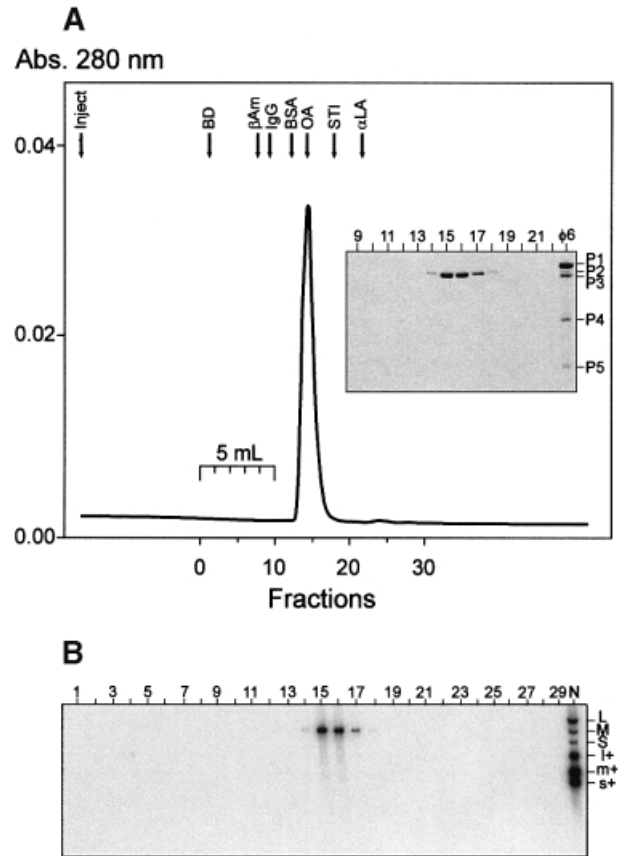 A
Abs. 280 nm
Inject
BD
βAm
IgG
BSA
OA
STI
αLA
0.04
0.02
0.00
9 11 13 15 17 19 21 ϕ6
P1
P2
P3
P4
P5
5 mL
0 10 20 30
Fractions
B
1 3 5 7 9 11 13 15 17 19 21 23 25 27 29 N
L
M
S
l+
m+
s+